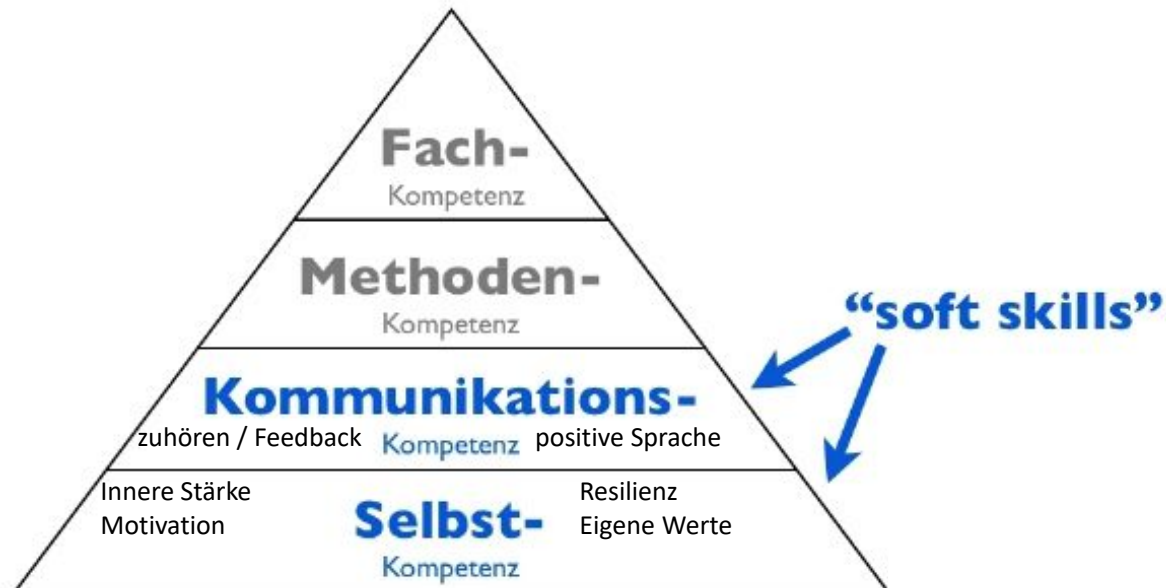 Fach-
Kompetenz
Methoden-
Kompetenz
“soft skills”
Kommunikations-
zuhören / Feedback Kompetenz positive Sprache
Innere Stärke
Motivation
Selbst-
Kompetenz
Resilienz
Eigene Werte